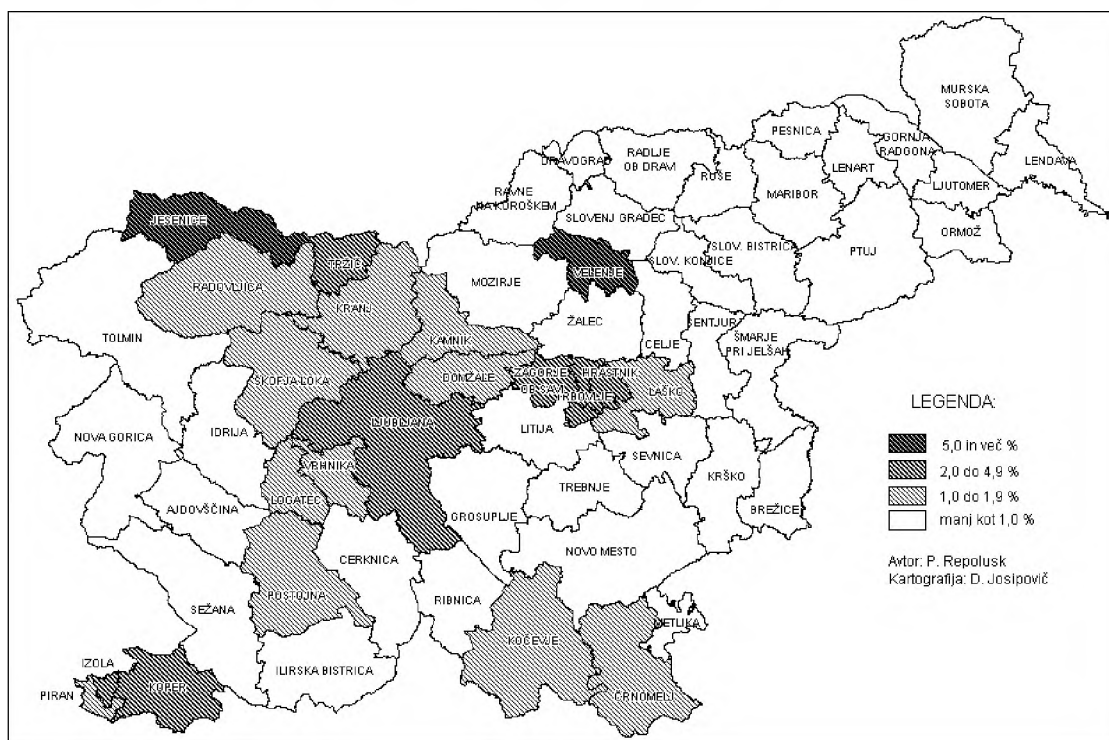 MURSKA
SOBOTA
PESNICA
GORNJA
RADGONA
LENDAVA
DRAVOGRAD
RADLJE
OB DRAVI
RUŠE
LENART
LJUTOMER
MARIBOR
RAVNE
NA KOROŠKEM
SLOVENJ GRADEC
ORMOŽ
JESENICE
SLOV. BISTRICA
PTUJ
SLOV. KONJICE
TRŽIČ
VELENJE
MOZIRJE
RADOVLJICA
KRANJ
ŽALEC
ŠENTJUR
TOLMIN
KAMNIK
CELJE
ŠMARJE
PRI JELŠAH
ŠKOFJA LOKA
DOMŽALE
ZAGORJE
OB SAVI
HRASTNIK
TRBOVLJE
LAŠKO
LJUBLJANA
LITIJA
NOVA GORICA
IDRIJA
VRHNIKA
SEVNICA
KRŠKO
LOGATEC
TREBNJE
AJDOVŠČINA
GROSUPLJE
BREŽICE
CERKNICA
NOVO MESTO
POSTOJNA
SEŽANA
RIBNICA
METLIKA
KOČEVJE
IZOLA
ILIRSKA BISTRICA
KOPER
PIRAN
ČRNOMELJ
LEGENDA:
5,0 in več %
2,0 do 4,9 %
1,0 do 1,9 %
manj kot 1,0 %
Avtor: P. Repolusk
Kartografija: D. Josipovič